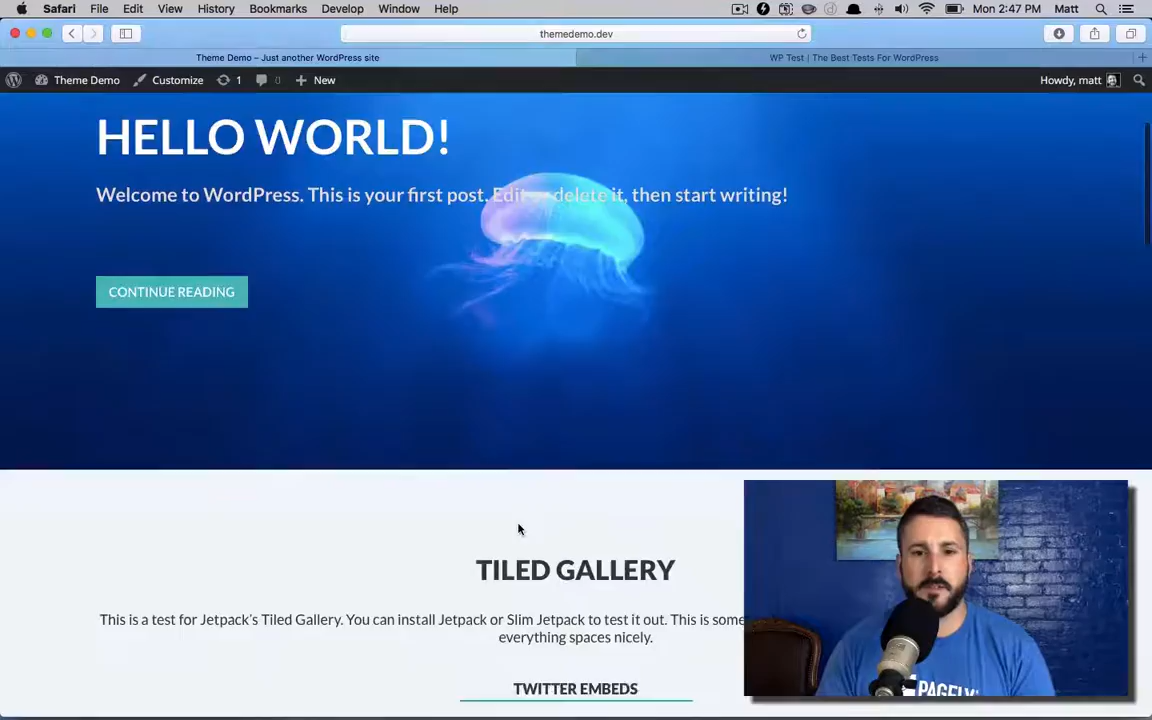 Safari File Edit View History Bookmarks Develop Window Help Mon 2:47 PM Matt
themedemo.dev
Theme Demo – Just another WordPress site WP Test | The Best Tests For WordPress
Theme Demo Customize 1 0 New Howdy, matt
HELLO WORLD!
Welcome to WordPress. This is your first post. Edit or delete it, then start writing!
CONTINUE READING
TILED GALLERY
This is a test for Jetpack's Tiled Gallery. You can install Jetpack or Slim Jetpack to test it out. This is some
everything spaces nicely.
TWITTER EMBEDS
PAGELY